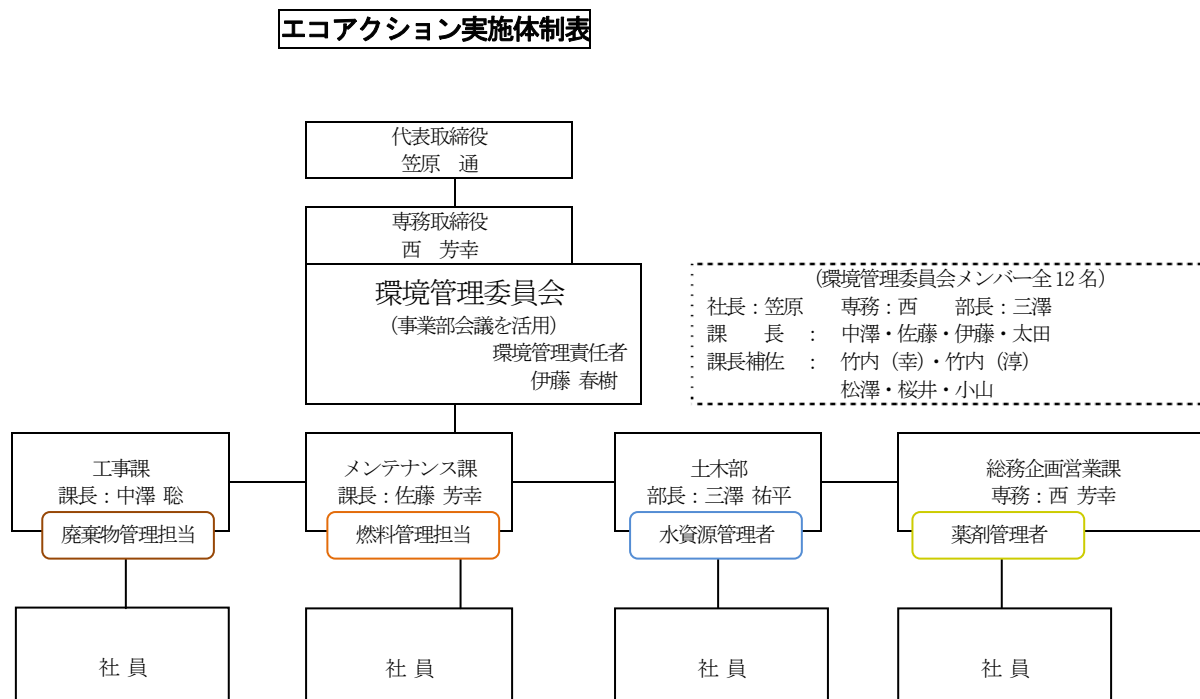 エコアクション実施体制表
代表取締役
笠原　通
専務取締役
西　芳幸
環境管理委員会
(事業部会議を活用)
環境管理責任者
伊藤 春樹
(環境管理委員会メンバー全12名)
社長：笠原　　専務：西　　部長：三澤
課　　長　：　中澤・佐藤・伊藤・太田
課長補佐　：　竹内（幸）・竹内（淳）
松澤・桜井・小山
工事課
課長：中澤 聡
廃棄物管理担当
メンテナンス課
課長：佐藤 芳幸
燃料管理担当
土木部
部長：三澤 祐平
水資源管理者
総務企画営業課
専務：西 芳幸
薬剤管理者
社 員
社 員
社 員
社 員